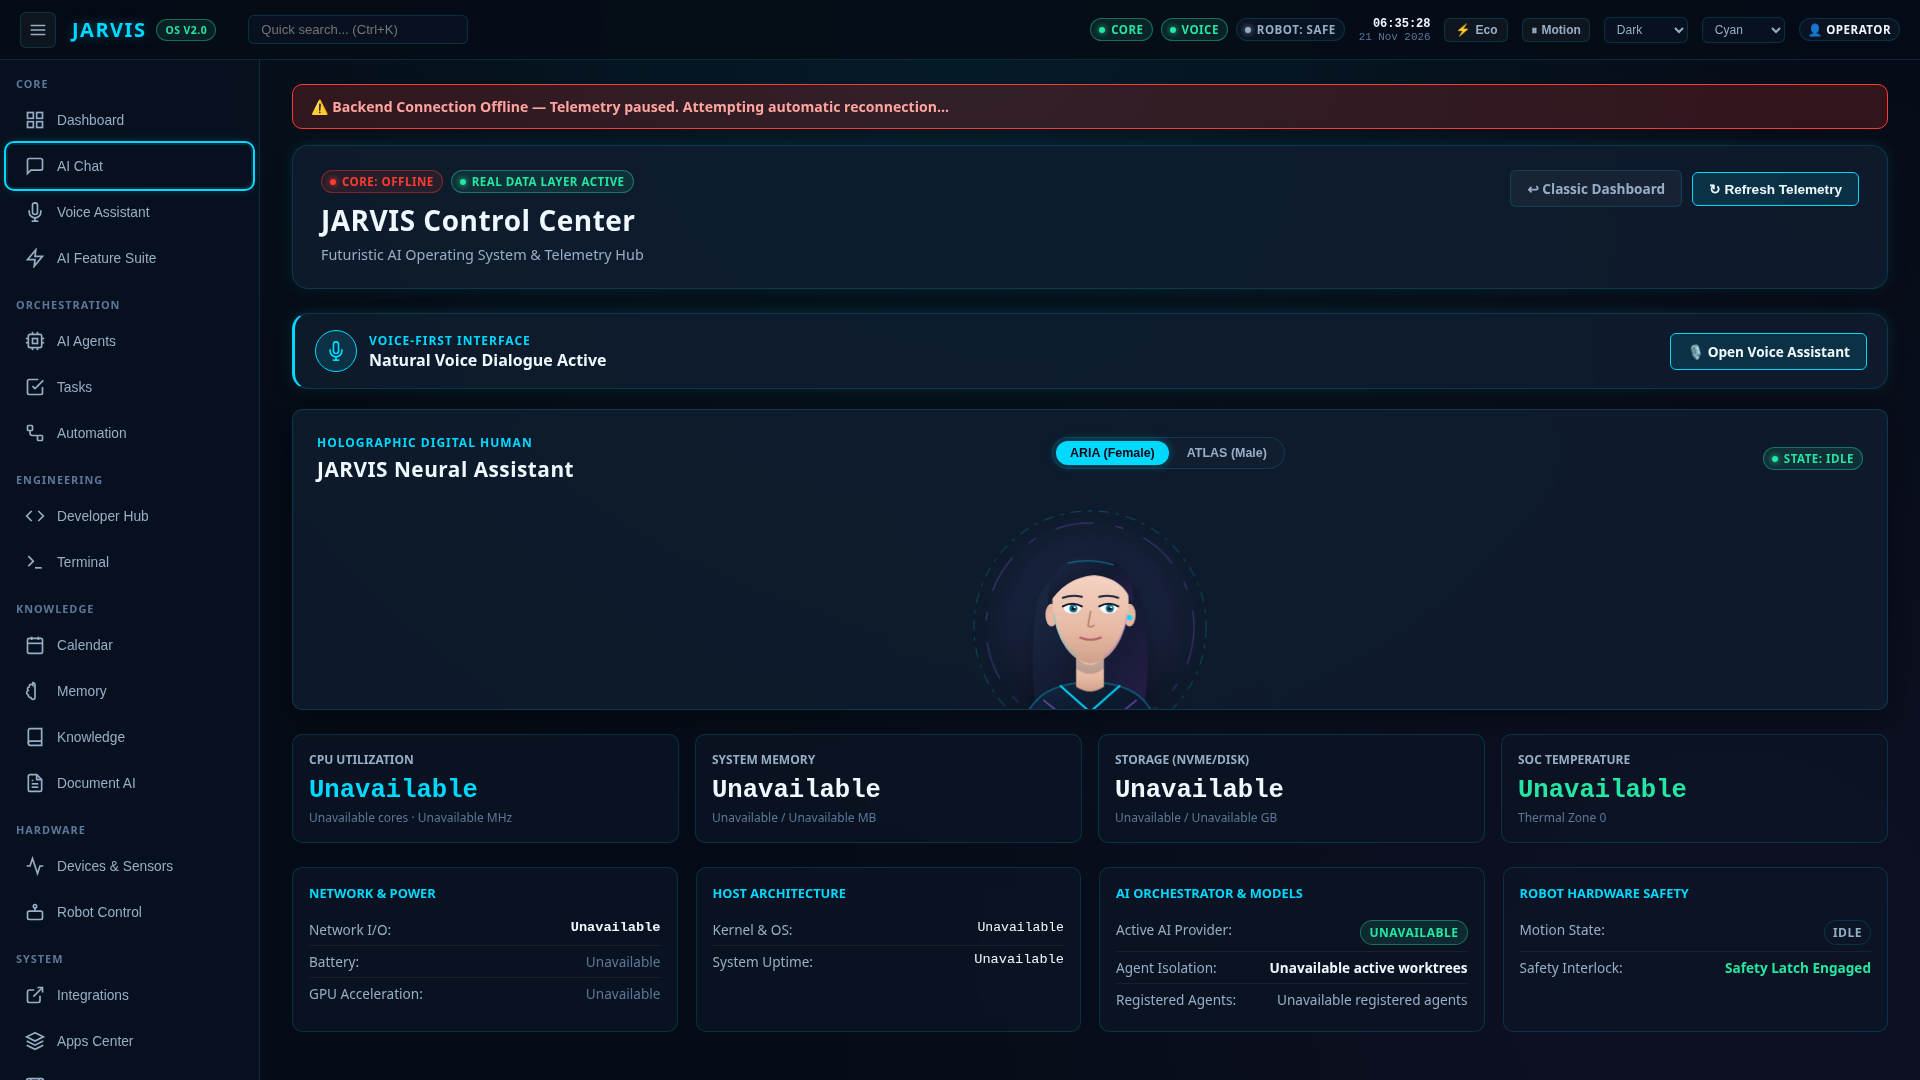 JARVIS
OS V2.0
Quick search... (Ctrl+K)
CORE
VOICE
ROBOT: SAFE
06:35:28
21 Nov 2026
⚡ Eco
Motion
Dark
Cyan
OPERATOR
CORE
Dashboard
AI Chat
Voice Assistant
AI Feature Suite
ORCHESTRATION
AI Agents
Tasks
Automation
ENGINEERING
Developer Hub
Terminal
KNOWLEDGE
Calendar
Memory
Knowledge
Document AI
HARDWARE
Devices & Sensors
Robot Control
SYSTEM
Integrations
Apps Center
⚠️ Backend Connection Offline — Telemetry paused. Attempting automatic reconnection...
CORE: OFFLINE
REAL DATA LAYER ACTIVE
JARVIS Control Center
Futuristic AI Operating System & Telemetry Hub
↩ Classic Dashboard
↻ Refresh Telemetry
VOICE-FIRST INTERFACE
Natural Voice Dialogue Active
Open Voice Assistant
HOLOGRAPHIC DIGITAL HUMAN
JARVIS Neural Assistant
ARIA (Female)
ATLAS (Male)
STATE: IDLE
CPU UTILIZATION
Unavailable
Unavailable cores · Unavailable MHz
SYSTEM MEMORY
Unavailable
Unavailable / Unavailable MB
STORAGE (NVME/DISK)
Unavailable
Unavailable / Unavailable GB
SOC TEMPERATURE
Unavailable
Thermal Zone 0
NETWORK & POWER
Network I/O: Unavailable
Battery: Unavailable
GPU Acceleration: Unavailable
HOST ARCHITECTURE
Kernel & OS: Unavailable
System Uptime: Unavailable
AI ORCHESTRATOR & MODELS
Active AI Provider: UNAVAILABLE
Agent Isolation: Unavailable active worktrees
Registered Agents: Unavailable registered agents
ROBOT HARDWARE SAFETY
Motion State: IDLE
Safety Interlock: Safety Latch Engaged